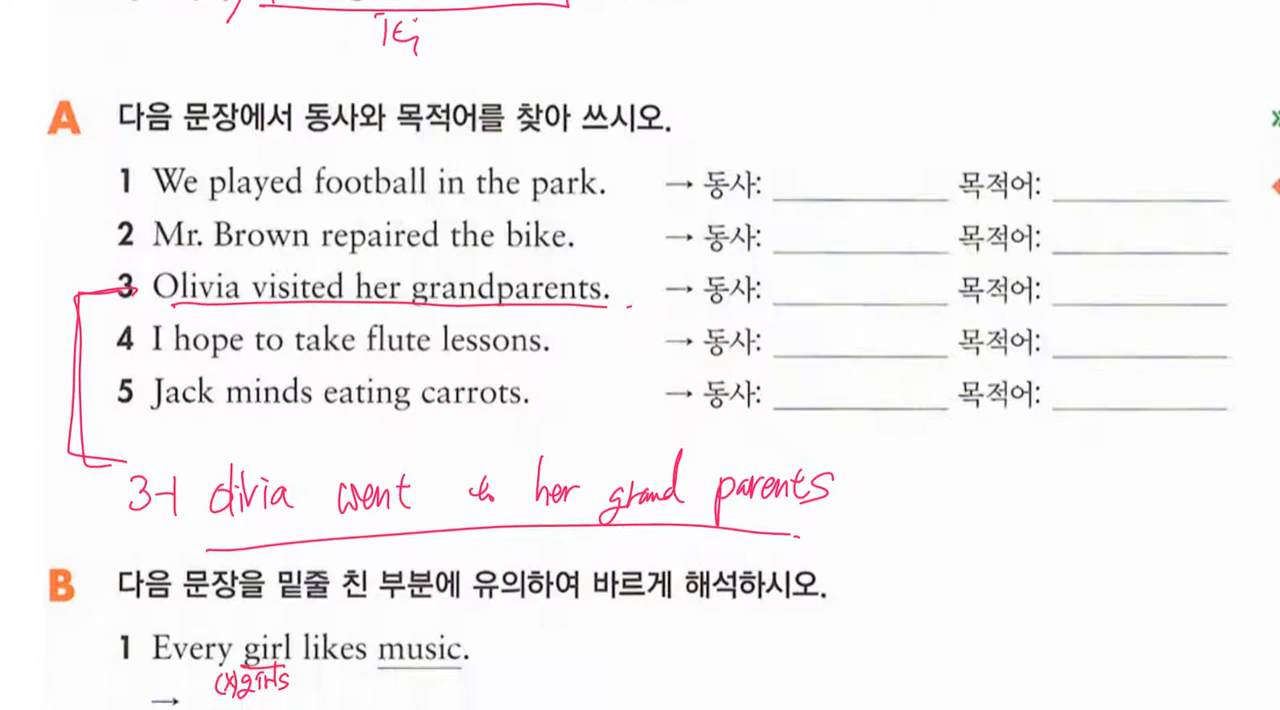 A 다음 문장에서 동사와 목적어를 찾아 쓰시오.
1 We played football in the park. → 동사: 목적어:
2 Mr. Brown repaired the bike. → 동사: 목적어:
3 Olivia visited her grandparents. → 동사: 목적어:
4 I hope to take flute lessons. → 동사: 목적어:
5 Jack minds eating carrots. → 동사: 목적어:
3-1 Olivia went to her grand parents
B 다음 문장을 밑줄 친 부분에 유의하여 바르게 해석하시오.
1 Every girl likes music.
(x)girls
→